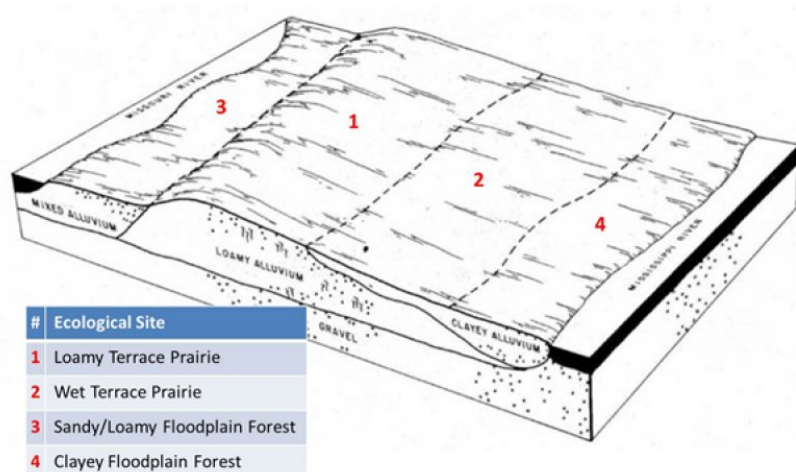 MISSOURI RIVER
3
1
2
4
MISSISSIPPI RIVER
MIXED ALLUVIUM
LOAMY ALLUVIUM
CLAYEY ALLUVIUM
GRAVEL
# Ecological Site
1 Loamy Terrace Prairie
2 Wet Terrace Prairie
3 Sandy/Loamy Floodplain Forest
4 Clayey Floodplain Forest